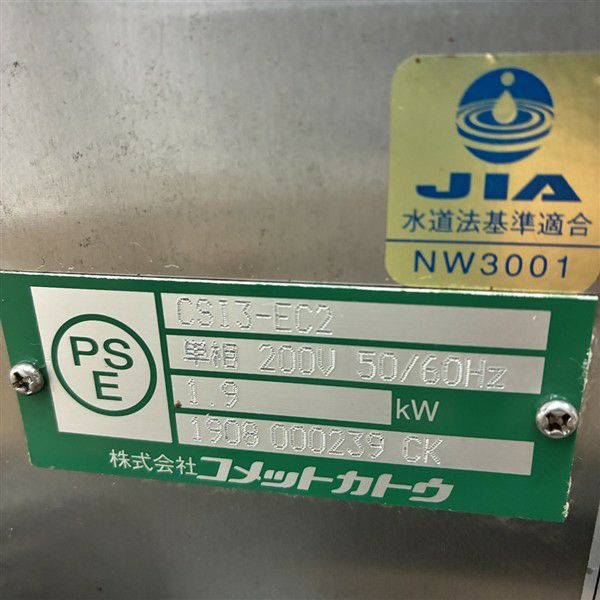 JIA
水道法基準適合
NW3001
PS
E
CSI3-EC2
単相 200V 50/60Hz
1.9 kW
1908 000239 CK
株式会社コメットカトウ